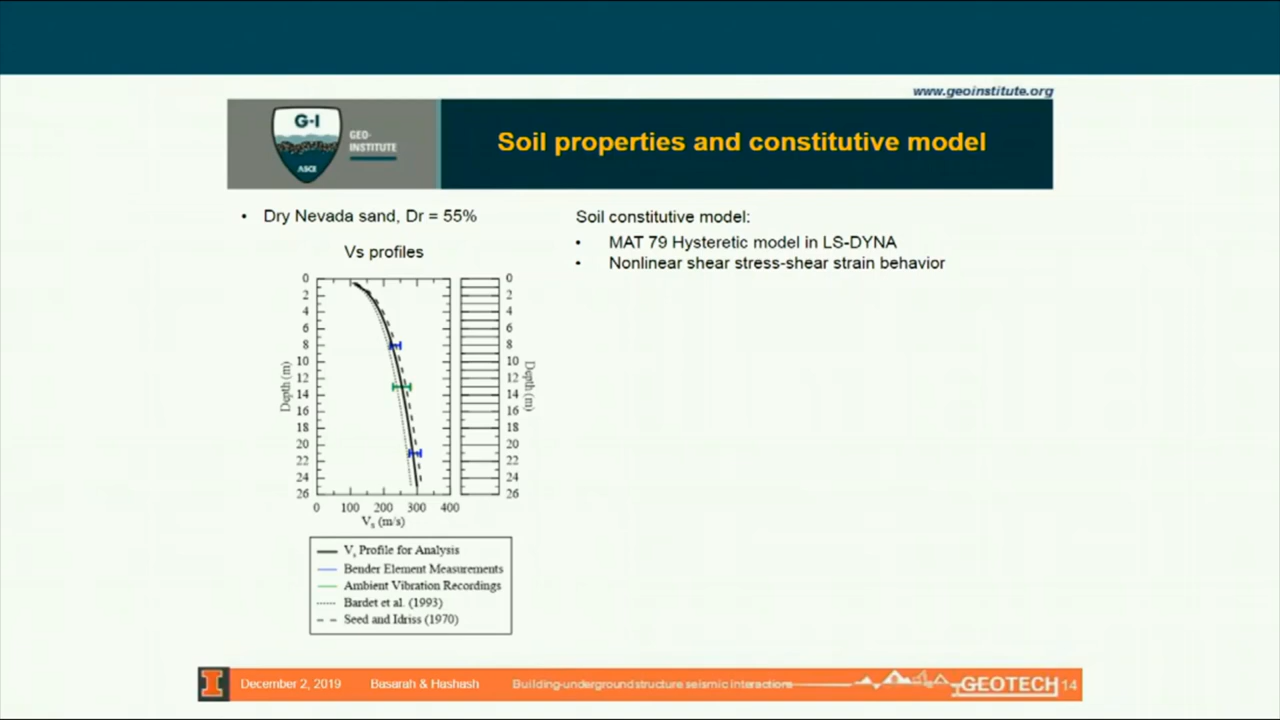 www.geoinstitute.org
G-I
GEO-
INSTITUTE
ASCE
Soil properties and constitutive model
• Dry Nevada sand, Dr = 55%
Vs profiles
Soil constitutive model:
• MAT 79 Hysteretic model in LS-DYNA
• Nonlinear shear stress-shear strain behavior
0
2
4
6
8
10
12
14
16
18
20
22
24
26
Depth (m)
0 100 200 300 400
Vs (m/s)
0
2
4
6
8
10
12
14
16
18
20
22
24
26
Depth (m)
Vs Profile for Analysis
Bender Element Measurements
Ambient Vibration Recordings
Bardet et al. (1993)
Seed and Idriss (1970)
I
December 2, 2019 Basarah & Hashash Building-underground structure seismic interactions GEOTECH 14